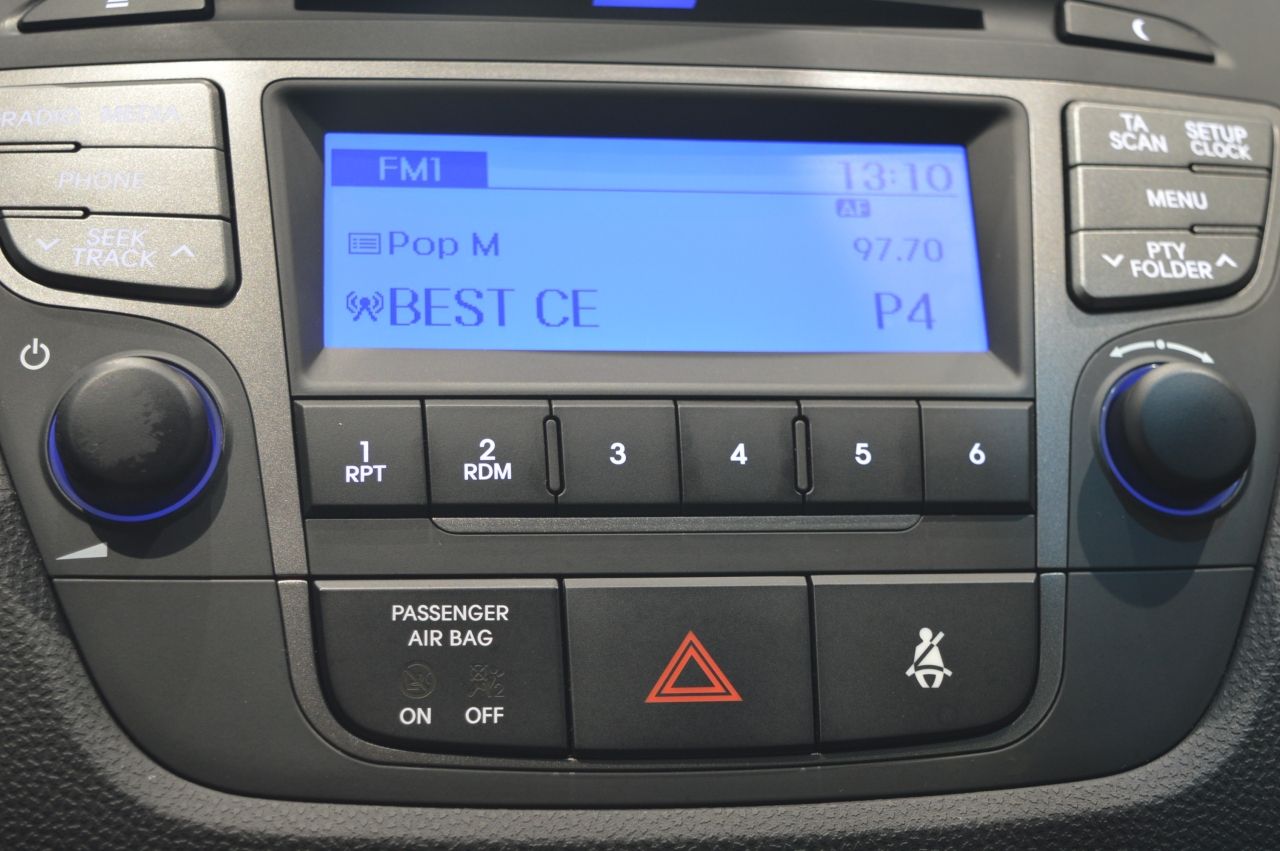 RADIO MEDIA
PHONE
SEEK
TRACK
FM1
13:10
AF
Pop M
97.70
BEST CE
P4
TA
SCAN
SETUP
CLOCK
MENU
PTY
FOLDER
1
RPT
2
RDM
3
4
5
6
PASSENGER
AIR BAG
ON
OFF